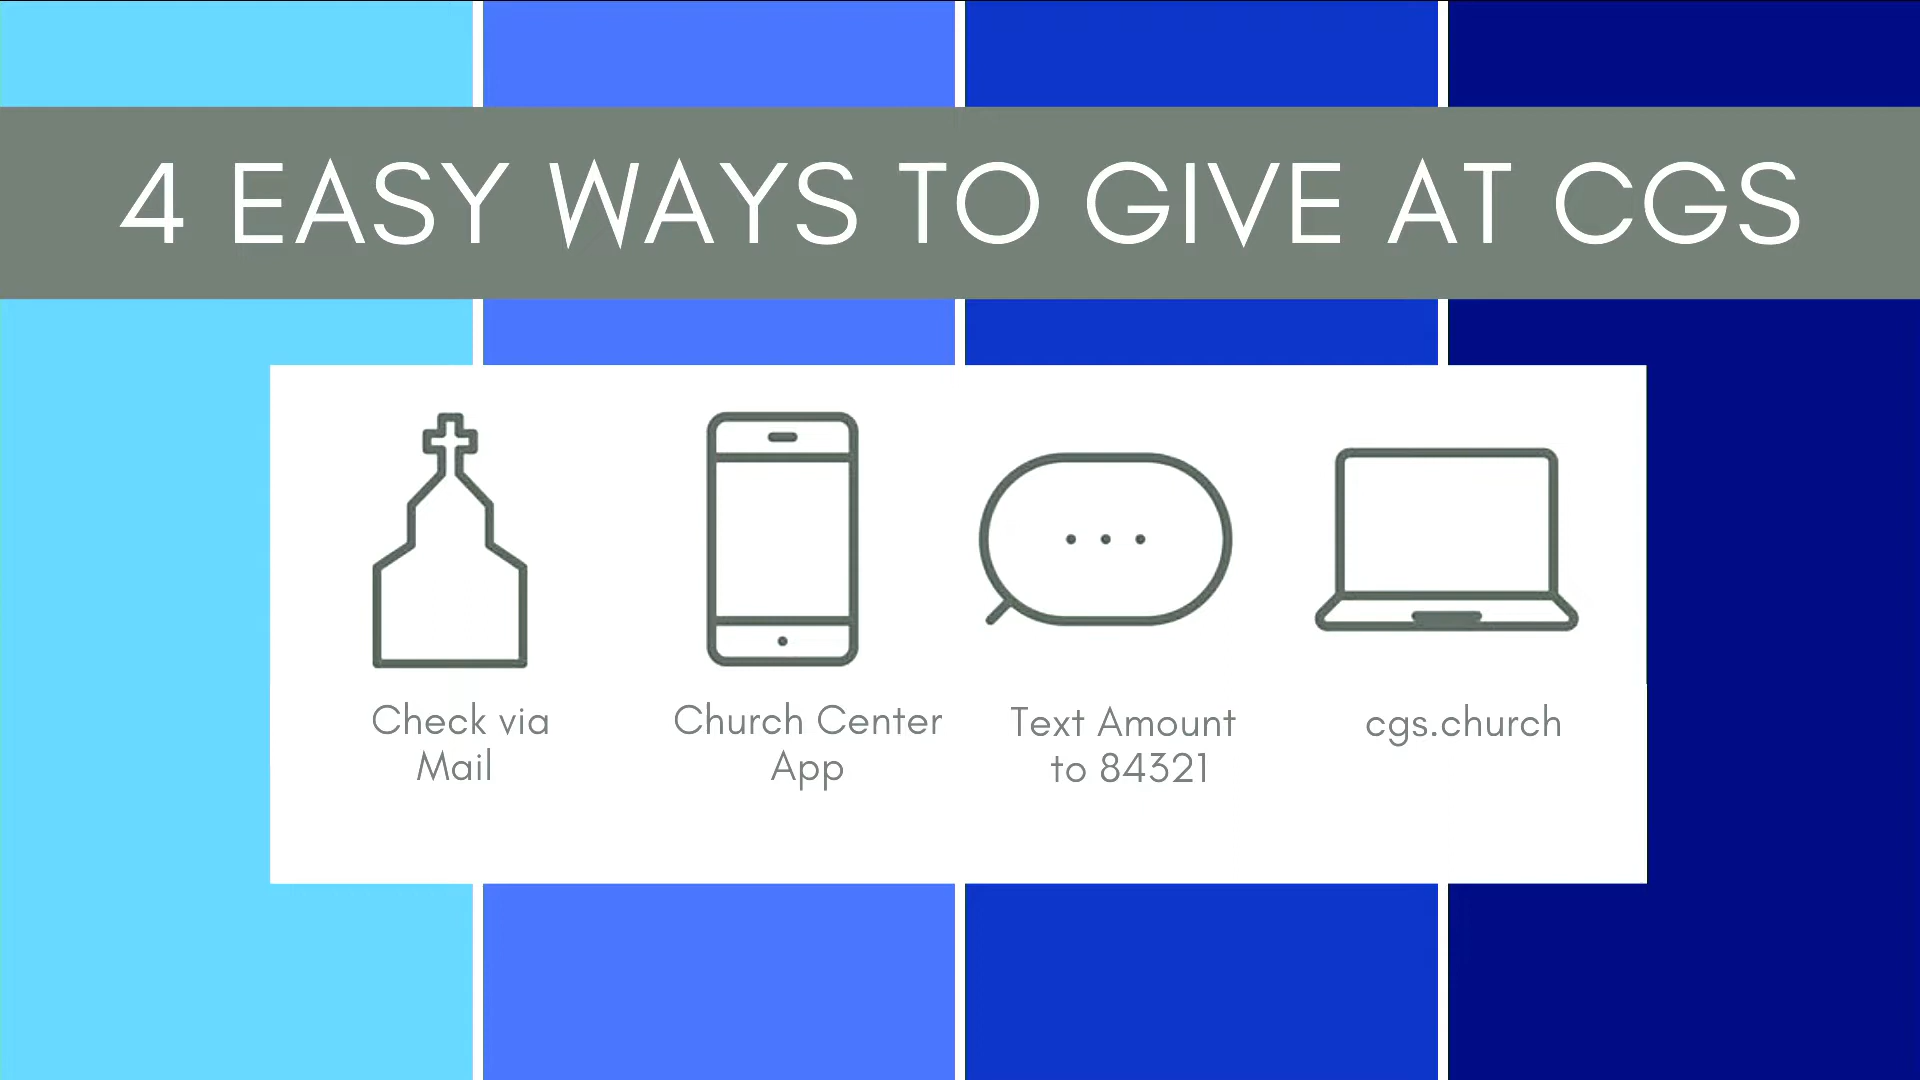 4 EASY WAYS TO GIVE AT CGS
Check via
Mail
Church Center
App
Text Amount
to 84321
cgs.church